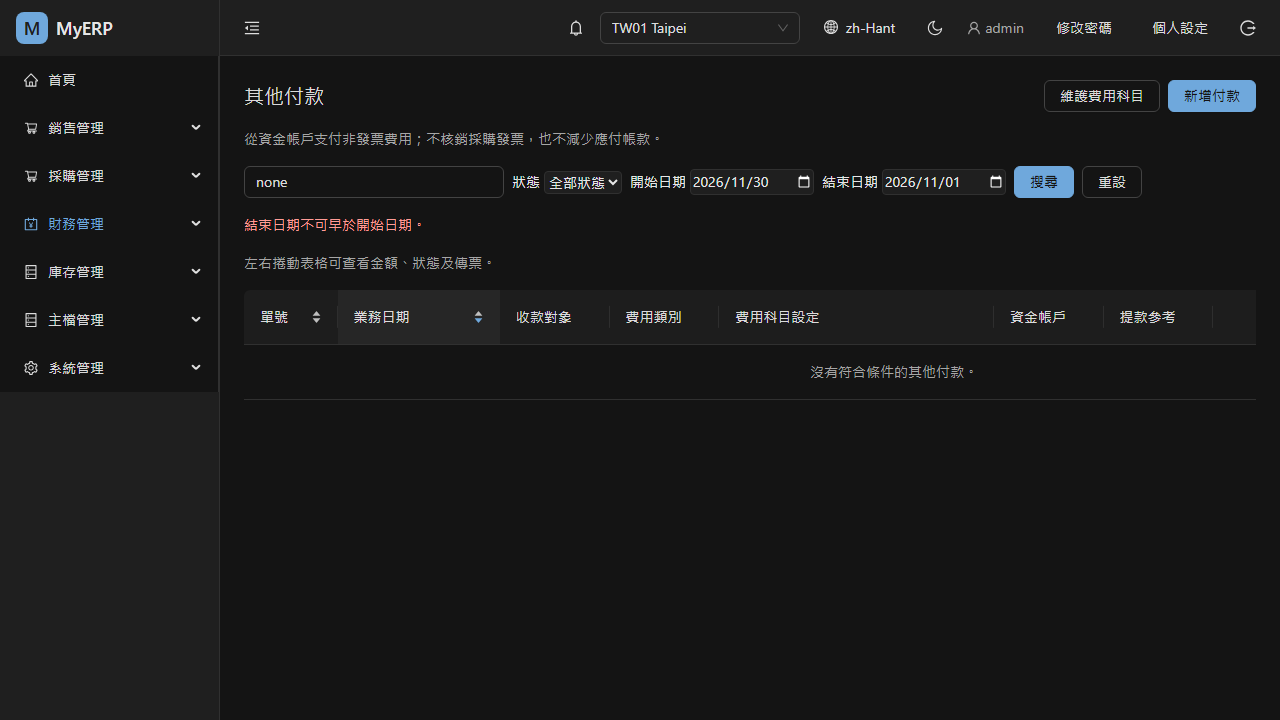 M MyERP
TW01 Taipei
zh-Hant
admin
修改密碼
個人設定
首頁
銷售管理
採購管理
財務管理
庫存管理
主檔管理
系統管理
其他付款
維護費用科目
新增付款
從資金帳戶支付非發票費用；不核銷採購發票，也不減少應付帳款。
none
狀態 全部狀態 開始日期 2026/11/30 結束日期 2026/11/01 搜尋 重設
結束日期不可早於開始日期。
左右捲動表格可查看金額、狀態及傳票。
單號 業務日期 收款對象 費用類別 費用科目設定 資金帳戶 提款參考
沒有符合條件的其他付款。